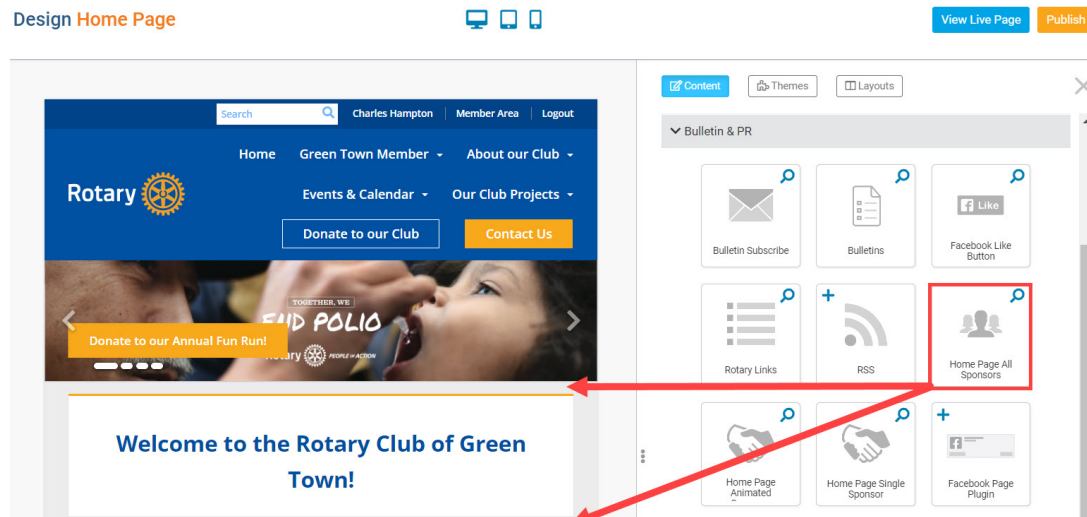 Design Home Page
View Live Page
Publish
Content
Themes
Layouts
Search
Charles Hampton
Member Area
Logout
Bulletin & PR
Home
Green Town Member
About our Club
Rotary
Events & Calendar
Our Club Projects
Donate to our Club
Contact Us
Bulletin Subscribe
Bulletins
Like
Facebook Like
Button
TOGETHER, WE
END POLIO
Donate to our Annual Fun Run!
Rotary
PEOPLE OF ACTION
Rotary Links
RSS
Home Page All
Sponsors
Welcome to the Rotary Club of Green
Town!
Home Page
Animated
Home Page Single
Sponsor
Facebook Page
Plugin